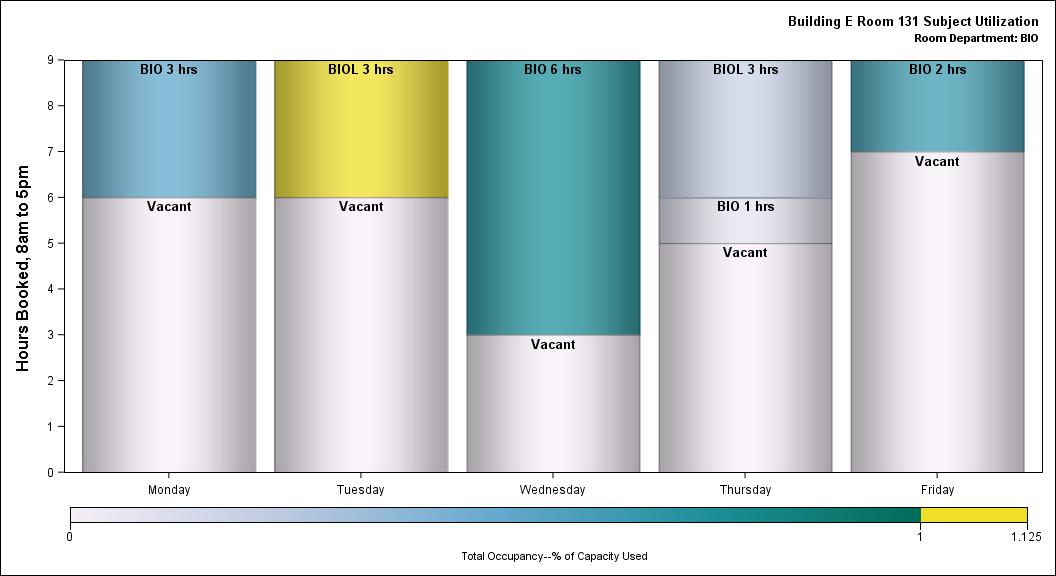 Building E Room 131 Subject Utilization
Room Department: BIO
Hours Booked, 8am to 5pm
9
8
7
6
5
4
3
2
1
0
BIO 3 hrs
Vacant
BIOL 3 hrs
Vacant
BIO 6 hrs
Vacant
BIOL 3 hrs
BIO 1 hrs
Vacant
BIO 2 hrs
Vacant
Monday Tuesday Wednesday Thursday Friday
0 1 1.125
Total Occupancy--% of Capacity Used